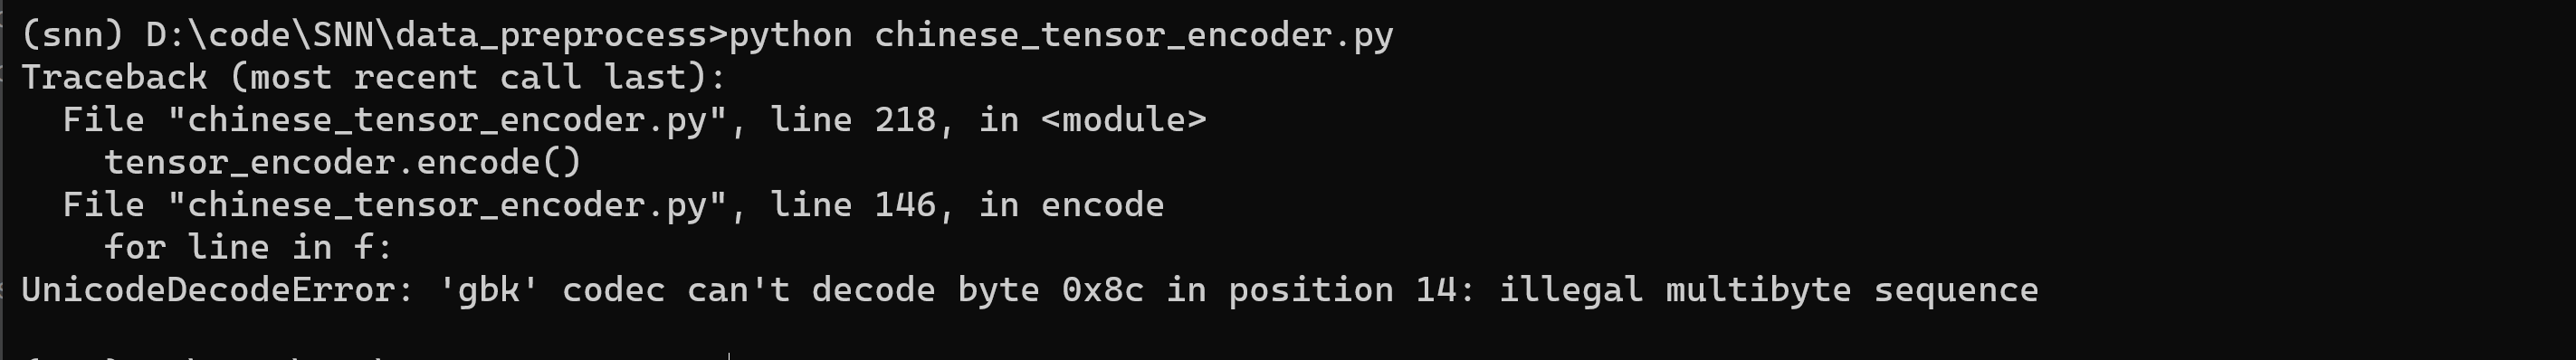 (snn) D:\code\SNN\data_preprocess>python chinese_tensor_encoder.py
Traceback (most recent call last):
  File "chinese_tensor_encoder.py", line 218, in <module>
    tensor_encoder.encode()
  File "chinese_tensor_encoder.py", line 146, in encode
    for line in f:
UnicodeDecodeError: 'gbk' codec can't decode byte 0x8c in position 14: illegal multibyte sequence